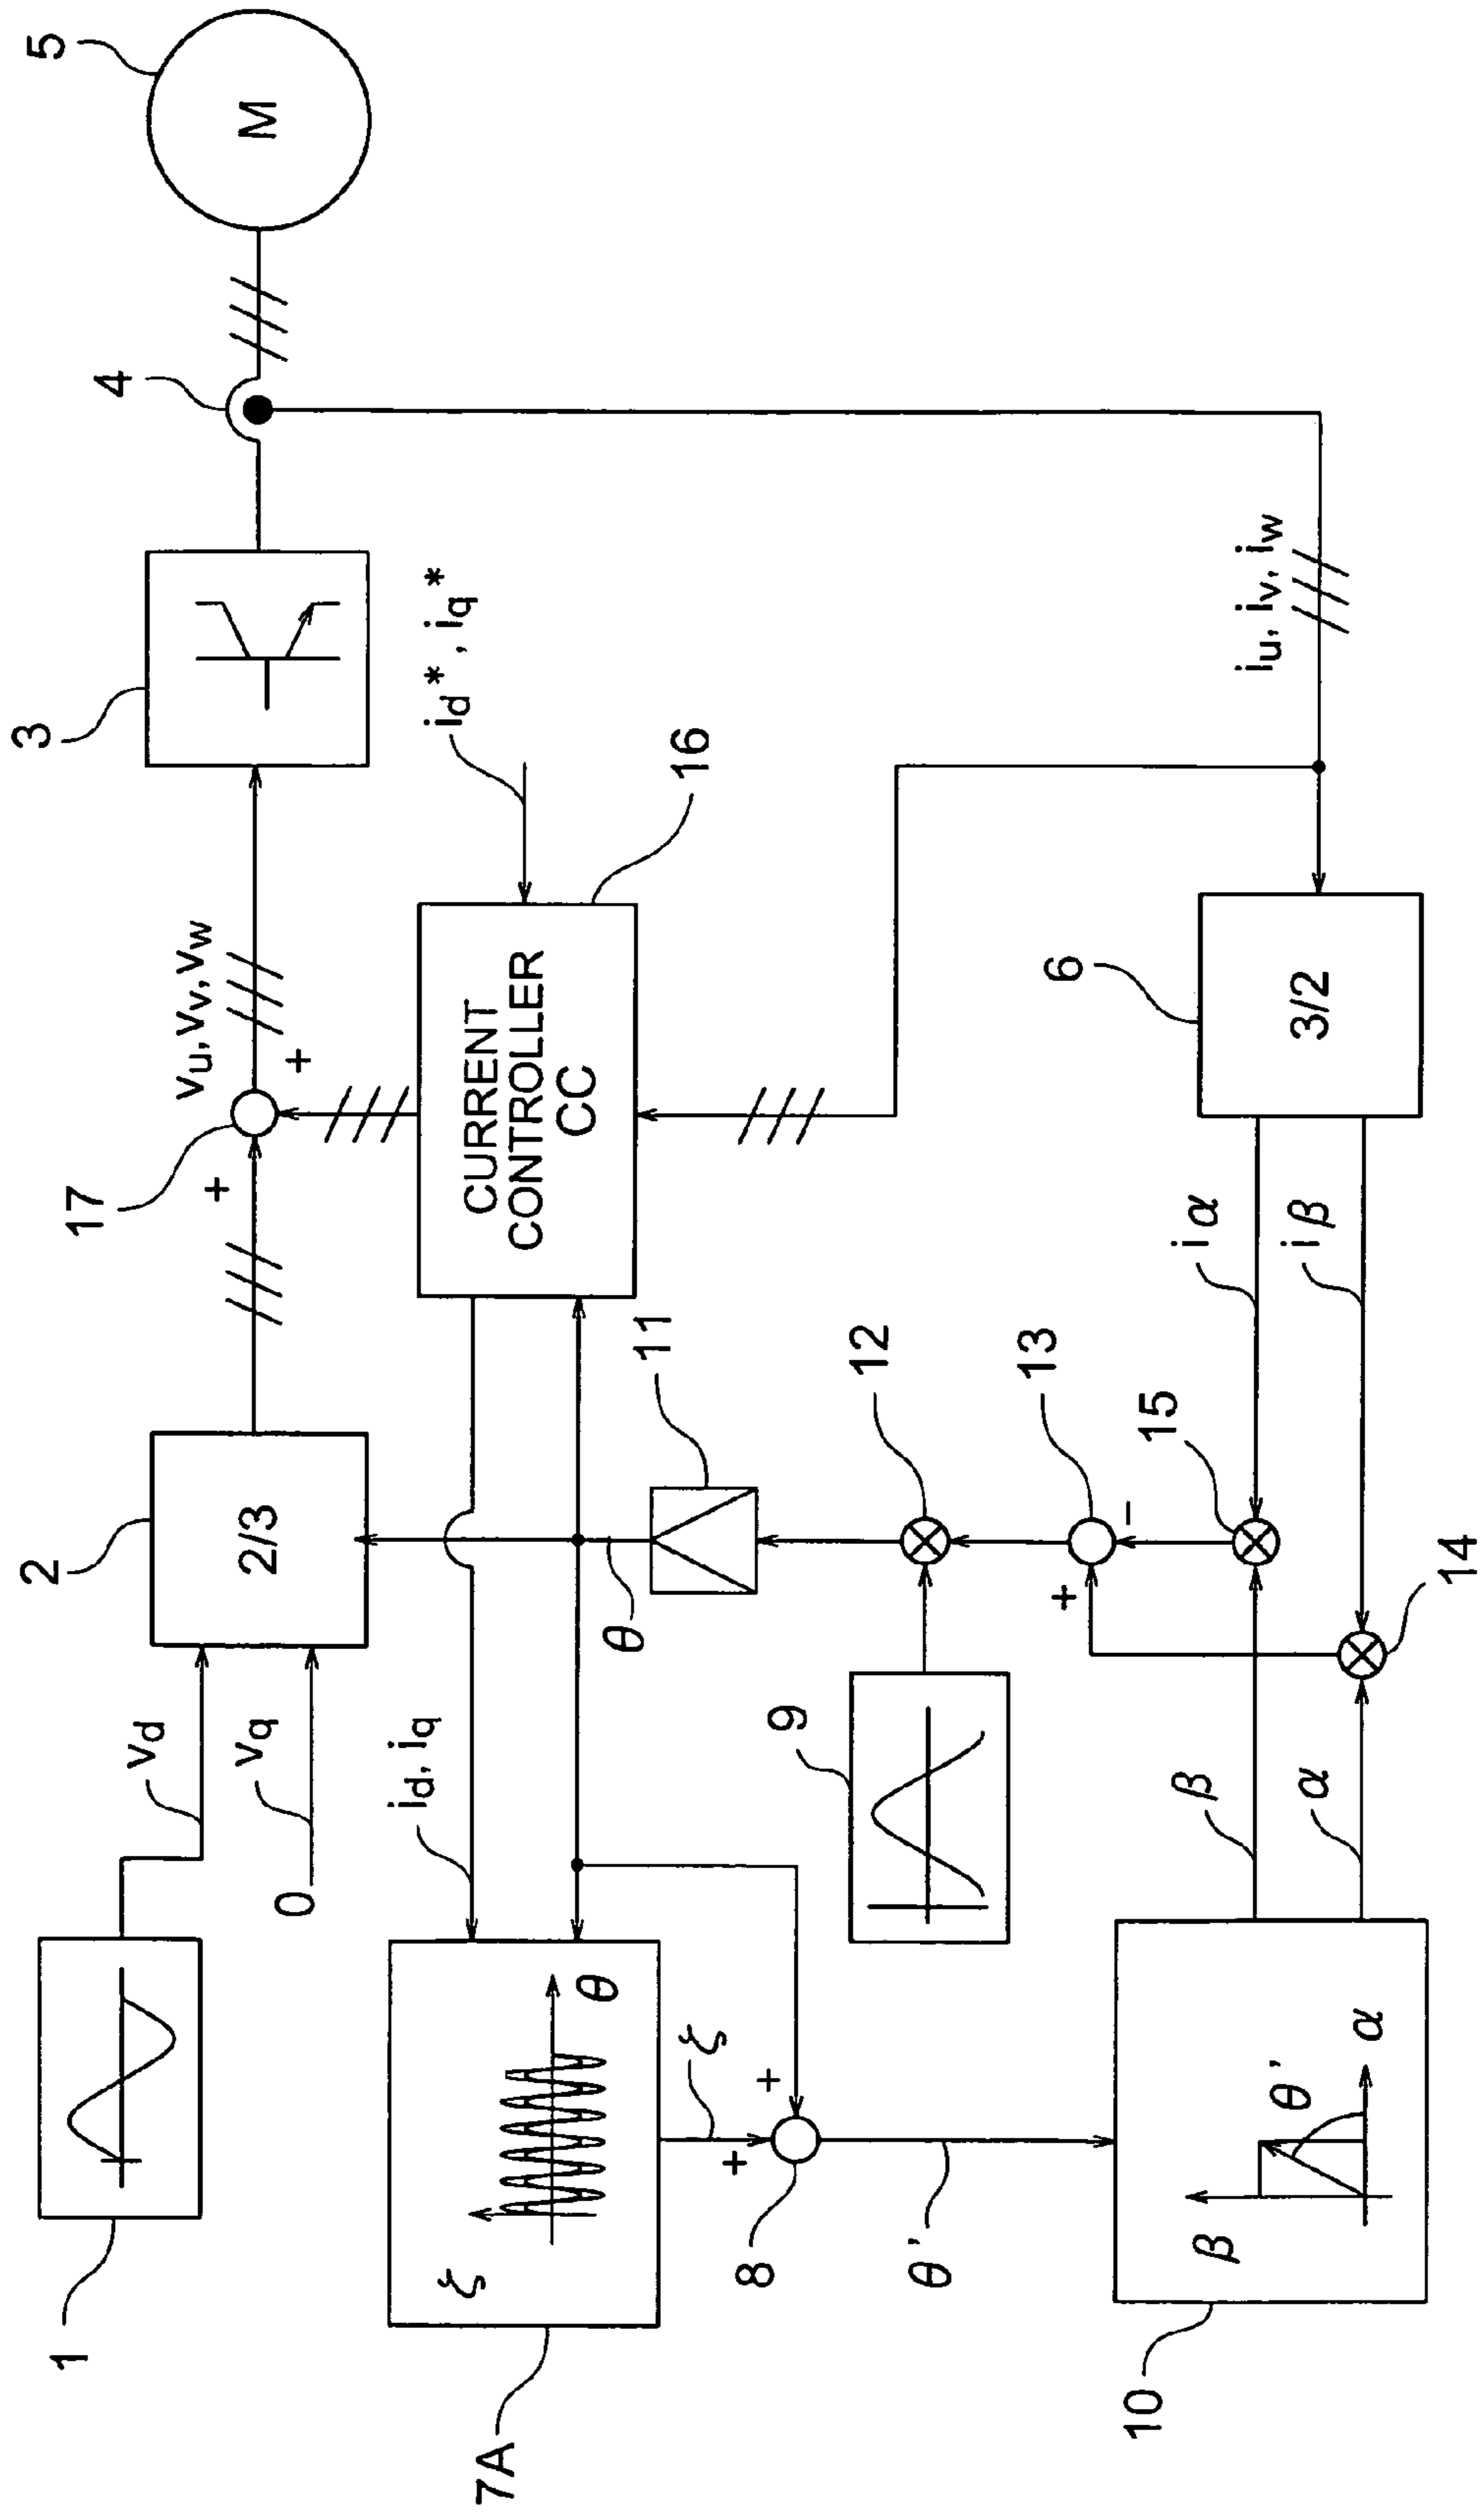 1
vd
vq
0
2
2/3
17
+
+
vu, vv, vw
3
4
5
M
7A
ξ
θ
id, iq
CURRENT
CONTROLLER
CC
id*, iq*
16
ξ
+
+
8
θ'
θ
11
9
12
13
+
−
15
14
10
β
θ'
α
β
α
iα
iβ
6
3/2
iu, iv, iw